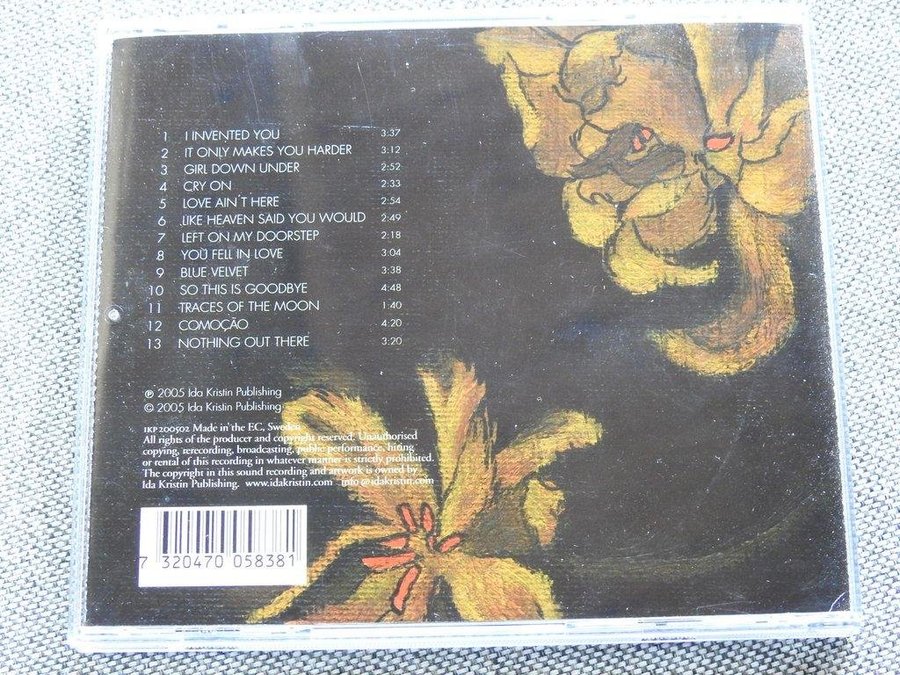 1 I INVENTED YOU 3:37
2 IT ONLY MAKES YOU HARDER 3:12
3 GIRL DOWN UNDER 2:52
4 CRY ON 2:33
5 LOVE AIN´T HERE 2:54
6 LIKE HEAVEN SAID YOU WOULD 2:49
7 LEFT ON MY DOORSTEP 2:18
8 YOU FELL IN LOVE 3:04
9 BLUE VELVET 3:38
10 SO THIS IS GOODBYE 4:48
11 TRACES OF THE MOON 1:40
12 COMOÇÃO 4:20
13 NOTHING OUT THERE 3:20
℗ 2005 Ida Kristin Publishing
© 2005 Ida Kristin Publishing
IKP 200502 Made in the EC, Sweden
All rights of the producer and copyright reserved. Unauthorised
copying, rerecording, broadcasting, public performance, hiring
or rental of this recording in whatever manner is strictly prohibited.
The copyright in this sound recording and artwork is owned by
Ida Kristin Publishing. www.idakristin.com info@idakristin.com
7 320470 058381